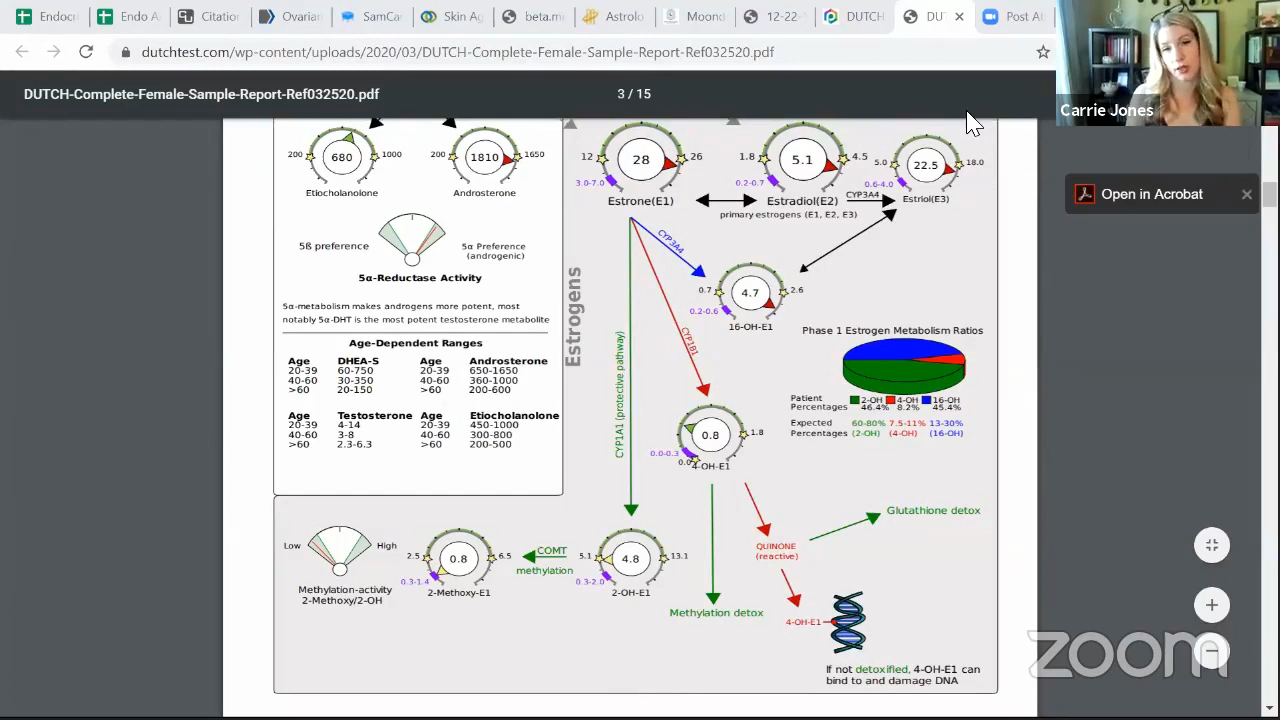 Endocri
Endo A
Citation
Ovarian
SamCa
Skin Ag
beta.m
Astrolo
Moond
12-22-
DUTCH
DU
Post At
dutchtest.com/wp-content/uploads/2020/03/DUTCH-Complete-Female-Sample-Report-Ref032520.pdf
DUTCH-Complete-Female-Sample-Report-Ref032520.pdf
3 / 15
Carrie Jones
Open in Acrobat
200 680 1000
Etiocholanolone
200 1810 1650
Androsterone
12 28 26
3.0-7.0
Estrone(E1)
1.8 5.1 4.5
0.2-0.7
Estradiol(E2)
CYP3A4
5.0 22.5 18.0
0.6-4.0
Estriol(E3)
primary estrogens (E1, E2, E3)
5ß preference
5α Preference
(androgenic)
5α-Reductase Activity
5α-metabolism makes androgens more potent, most
notably 5α-DHT is the most potent testosterone metabolite
Age-Dependent Ranges
Age DHEA-S Age Androsterone
20-39 60-750 20-39 650-1650
40-60 30-350 40-60 360-1000
>60 20-150 >60 200-600
Age Testosterone Age Etiocholanolone
20-39 4-14 20-39 450-1000
40-60 3-8 40-60 300-800
>60 2.3-6.3 >60 200-500
Estrogens
CYP3A4
0.7 4.7 2.6
0.2-0.6
16-OH-E1
CYP1B1
CYP1A1 (protective pathway)
Phase 1 Estrogen Metabolism Ratios
Patient 2-OH 4-OH 16-OH
Percentages 46.4% 8.2% 45.4%
Expected 60-80% 7.5-11% 13-30%
Percentages (2-OH) (4-OH) (16-OH)
0.8 1.8
0.0-0.3
0.0
4-OH-E1
Low High
Methylation-activity
2-Methoxy/2-OH
2.5 0.8 6.5
0.3-1.4
2-Methoxy-E1
COMT
methylation
5.1 4.8 13.1
0.3-2.0
2-OH-E1
Methylation detox
QUINONE
(reactive)
Glutathione detox
4-OH-E1
If not detoxified, 4-OH-E1 can
bind to and damage DNA
zoom